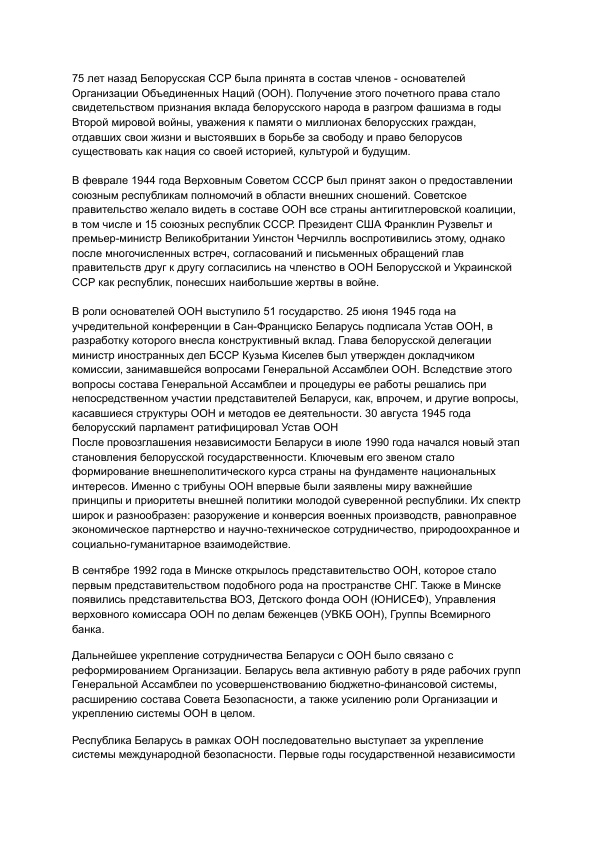 75 лет назад Белорусская ССР была принята в состав членов - основателей
Организации Объединенных Наций (ООН). Получение этого почетного права стало
свидетельством признания вклада белорусского народа в разгром фашизма в годы
Второй мировой войны, уважения к памяти о миллионах белорусских граждан,
отдавших свои жизни и выстоявших в борьбе за свободу и право белорусов
существовать как нация со своей историей, культурой и будущим.
В феврале 1944 года Верховным Советом СССР был принят закон о предоставлении
союзным республикам полномочий в области внешних сношений. Советское
правительство желало видеть в составе ООН все страны антигитлеровской коалиции,
в том числе и 15 союзных республик СССР. Президент США Франклин Рузвельт и
премьер-министр Великобритании Уинстон Черчилль воспротивились этому, однако
после многочисленных встреч, согласований и письменных обращений глав
правительств друг к другу согласились на членство в ООН Белорусской и Украинской
ССР как республик, понесших наибольшие жертвы в войне.
В роли основателей ООН выступило 51 государство. 25 июня 1945 года на
учредительной конференции в Сан-Франциско Беларусь подписала Устав ООН, в
разработку которого внесла конструктивный вклад. Глава белорусской делегации
министр иностранных дел БССР Кузьма Киселев был утвержден докладчиком
комиссии, занимавшейся вопросами Генеральной Ассамблеи ООН. Вследствие этого
вопросы состава Генеральной Ассамблеи и процедуры ее работы решались при
непосредственном участии представителей Беларуси, как, впрочем, и другие вопросы,
касавшиеся структуры ООН и методов ее деятельности. 30 августа 1945 года
белорусский парламент ратифицировал Устав ООН
После провозглашения независимости Беларуси в июле 1990 года начался новый этап
становления белорусской государственности. Ключевым его звеном стало
формирование внешнеполитического курса страны на фундаменте национальных
интересов. Именно с трибуны ООН впервые были заявлены миру важнейшие
принципы и приоритеты внешней политики молодой суверенной республики. Их спектр
широк и разнообразен: разоружение и конверсия военных производств, равноправное
экономическое партнерство и научно-техническое сотрудничество, природоохранное и
социально-гуманитарное взаимодействие.
В сентябре 1992 года в Минске открылось представительство ООН, которое стало
первым представительством подобного рода на пространстве СНГ. Также в Минске
появились представительства ВОЗ, Детского фонда ООН (ЮНИСЕФ), Управления
верховного комиссара ООН по делам беженцев (УВКБ ООН), Группы Всемирного
банка.
Дальнейшее укрепление сотрудничества Беларуси с ООН было связано с
реформированием Организации. Беларусь вела активную работу в ряде рабочих групп
Генеральной Ассамблеи по усовершенствованию бюджетно-финансовой системы,
расширению состава Совета Безопасности, а также усилению роли Организации и
укреплению системы ООН в целом.
Республика Беларусь в рамках ООН последовательно выступает за укрепление
системы международной безопасности. Первые годы государственной независимости